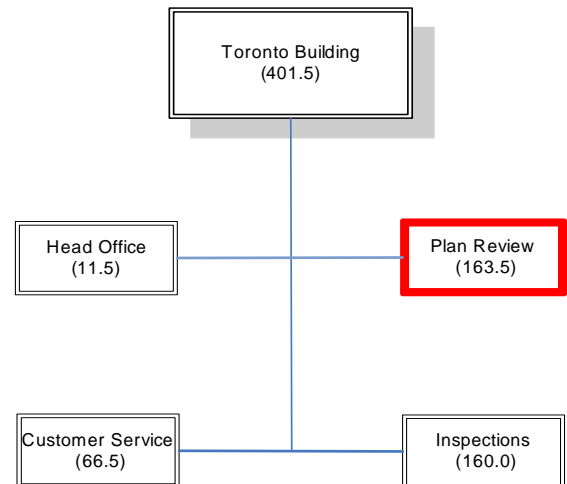 Toronto Building
(401.5)
Head Office
(11.5)
Plan Review
(163.5)
Customer Service
(66.5)
Inspections
(160.0)